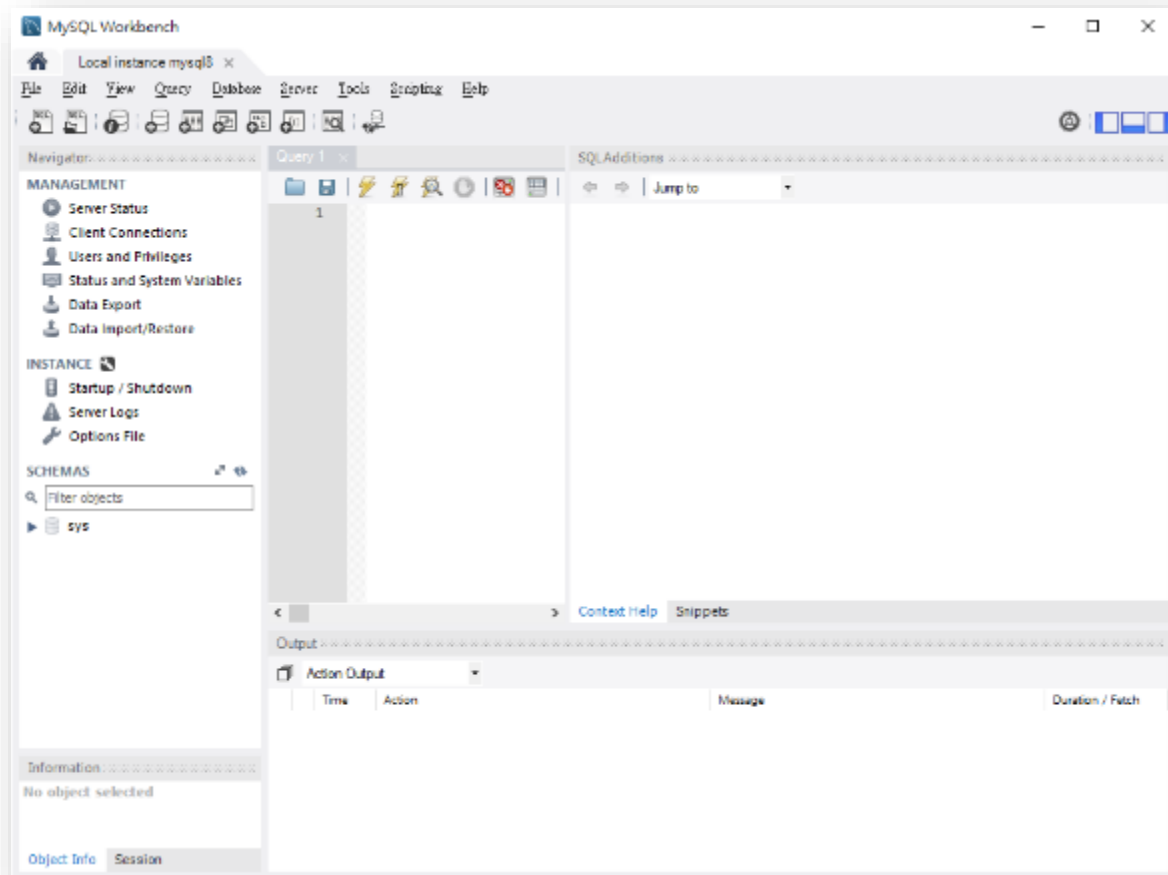 MySQL Workbench
Local instance mysql8
File Edit View Query Database Server Tools Scripting Help
Navigator
MANAGEMENT
Server Status
Client Connections
Users and Privileges
Status and System Variables
Data Export
Data Import/Restore
INSTANCE
Startup / Shutdown
Server Logs
Options File
SCHEMAS
Filter objects
sys
Information
No object selected
Object Info Session
Query 1
1
SQLAdditions
Jump to
Context Help Snippets
Output
Action Output
Time Action Message Duration / Fetch